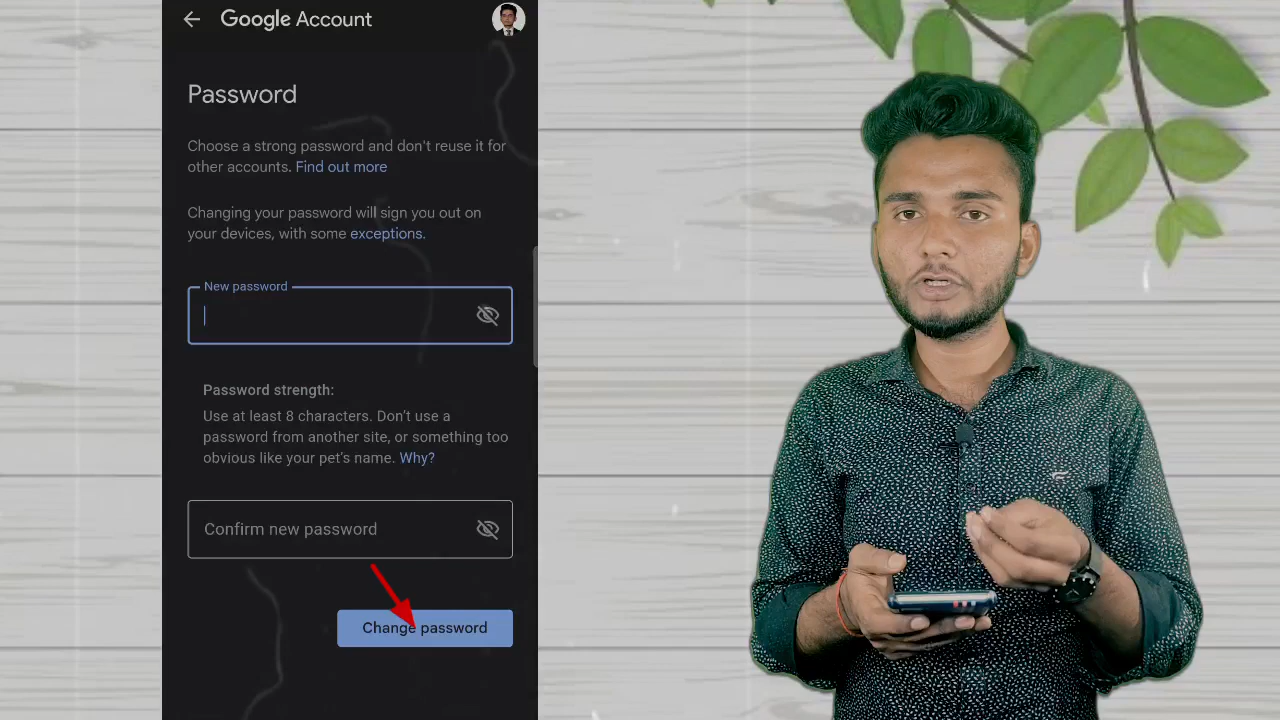 Google Account
Password
Choose a strong password and don't reuse it for
other accounts. Find out more
Changing your password will sign you out on
your devices, with some exceptions.
New password
Password strength:
Use at least 8 characters. Don't use a
password from another site, or something too
obvious like your pet's name. Why?
Confirm new password
Change password